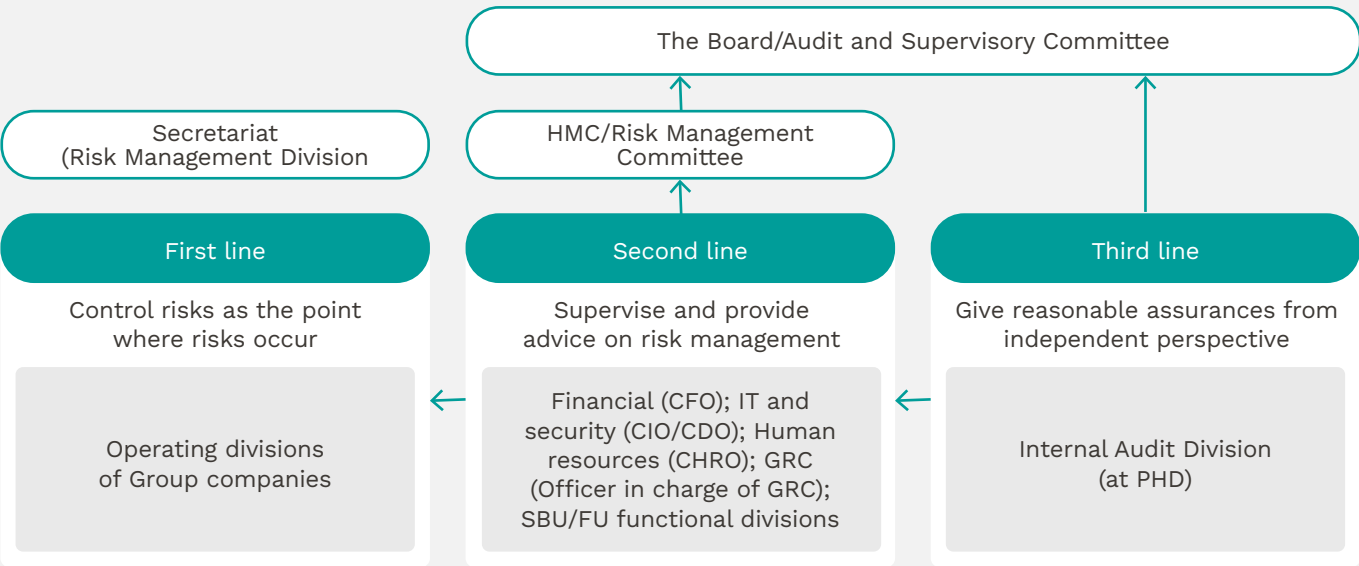 The Board/Audit and Supervisory Committee
Secretariat
(Risk Management Division
HMC/Risk Management
Committee
First line
Control risks as the point
where risks occur
Operating divisions
of Group companies
Second line
Supervise and provide
advice on risk management
Financial (CFO); IT and
security (CIO/CDO); Human
resources (CHRO); GRC
(Officer in charge of GRC);
SBU/FU functional divisions
Third line
Give reasonable assurances from
independent perspective
Internal Audit Division
(at PHD)